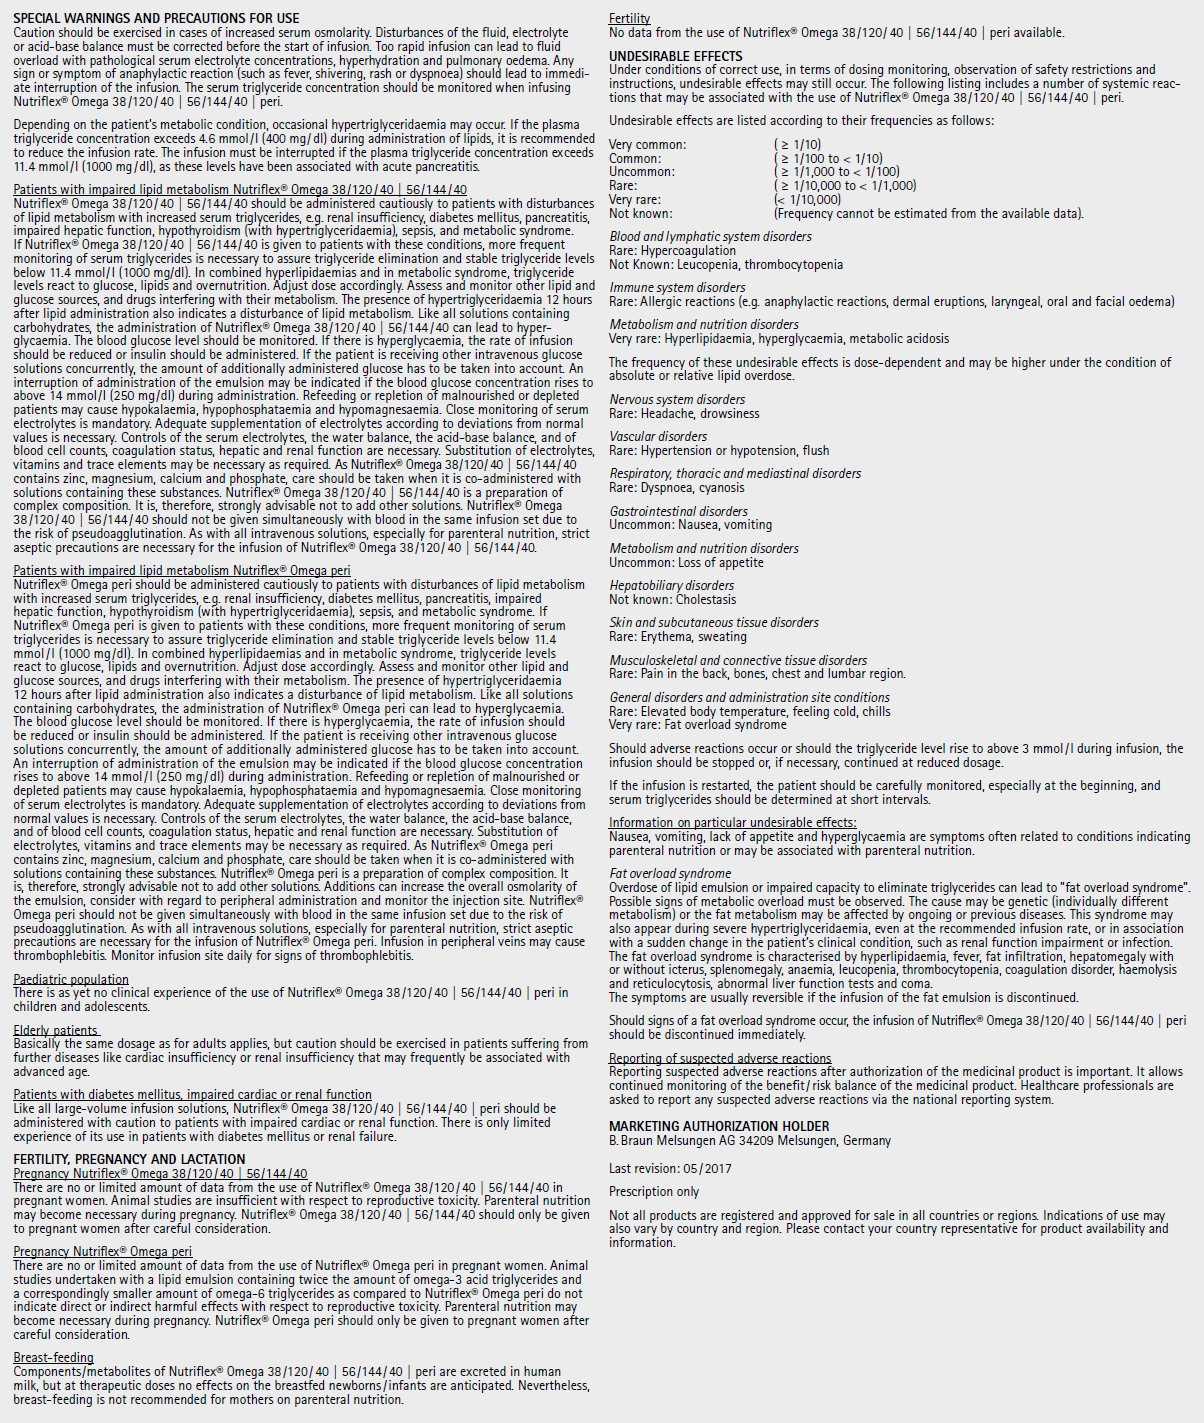 SPECIAL WARNINGS AND PRECAUTIONS FOR USE
Caution should be exercised in cases of increased serum osmolarity. Disturbances of the fluid, electrolyte
or acid-base balance must be corrected before the start of infusion. Too rapid infusion can lead to fluid
overload with pathological serum electrolyte concentrations, hyperhydration and pulmonary oedema. Any
sign or symptom of anaphylactic reaction (such as fever, shivering, rash or dyspnoea) should lead to immedi-
ate interruption of the infusion. The serum triglyceride concentration should be monitored when infusing
Nutriflex® Omega 38/120/40 | 56/144/40 | peri.
Depending on the patient's metabolic condition, occasional hypertriglyceridaemia may occur. If the plasma
triglyceride concentration exceeds 4.6 mmol/l (400 mg/dl) during administration of lipids, it is recommended
to reduce the infusion rate. The infusion must be interrupted if the plasma triglyceride concentration exceeds
11.4 mmol/l (1000 mg/dl), as these levels have been associated with acute pancreatitis.
Patients with impaired lipid metabolism Nutriflex® Omega 38/120/40 | 56/144/40
Nutriflex® Omega 38/120/40 | 56/144/40 should be administered cautiously to patients with disturbances
of lipid metabolism with increased serum triglycerides, e.g. renal insufficiency, diabetes mellitus, pancreatitis,
impaired hepatic function, hypothyroidism (with hypertriglyceridaemia), sepsis, and metabolic syndrome.
If Nutriflex® Omega 38/120/40 | 56/144/40 is given to patients with these conditions, more frequent
monitoring of serum triglycerides is necessary to assure triglyceride elimination and stable triglyceride levels
below 11.4 mmol/l (1000 mg/dl). In combined hyperlipidaemias and in metabolic syndrome, triglyceride
levels react to glucose, lipids and overnutrition. Adjust dose accordingly. Assess and monitor other lipid and
glucose sources, and drugs interfering with their metabolism. The presence of hypertriglyceridaemia 12 hours
after lipid administration also indicates a disturbance of lipid metabolism. Like all solutions containing
carbohydrates, the administration of Nutriflex® Omega 38/120/40 | 56/144/40 can lead to hyper-
glycaemia. The blood glucose level should be monitored. If there is hyperglycaemia, the rate of infusion
should be reduced or insulin should be administered. If the patient is receiving other intravenous glucose
solutions concurrently, the amount of additionally administered glucose has to be taken into account. An
interruption of administration of the emulsion may be indicated if the blood glucose concentration rises to
above 14 mmol/l (250 mg/dl) during administration. Refeeding or repletion of malnourished or depleted
patients may cause hypokalaemia, hypophosphataemia and hypomagnesaemia. Close monitoring of serum
electrolytes is mandatory. Adequate supplementation of electrolytes according to deviations from normal
values is necessary. Controls of the serum electrolytes, the water balance, the acid-base balance, and of
blood cell counts, coagulation status, hepatic and renal function are necessary. Substitution of electrolytes,
vitamins and trace elements may be necessary as required. As Nutriflex® Omega 38/120/40 | 56/144/40
contains zinc, magnesium, calcium and phosphate, care should be taken when it is co-administered with
solutions containing these substances. Nutriflex® Omega 38/120/40 | 56/144/40 is a preparation of
complex composition. It is, therefore, strongly advisable not to add other solutions. Nutriflex® Omega
38/120/40 | 56/144/40 should not be given simultaneously with blood in the same infusion set due to
the risk of pseudoagglutination. As with all intravenous solutions, especially for parenteral nutrition, strict
aseptic precautions are necessary for the infusion of Nutriflex® Omega 38/120/40 | 56/144/40.
Patients with impaired lipid metabolism Nutriflex® Omega peri
Nutriflex® Omega peri should be administered cautiously to patients with disturbances of lipid metabolism
with increased serum triglycerides, e.g. renal insufficiency, diabetes mellitus, pancreatitis, impaired
hepatic function, hypothyroidism (with hypertriglyceridaemia), sepsis, and metabolic syndrome. If
Nutriflex® Omega peri is given to patients with these conditions, more frequent monitoring of serum
triglycerides is necessary to assure triglyceride elimination and stable triglyceride levels below 11.4
mmol/l (1000 mg/dl). In combined hyperlipidaemias and in metabolic syndrome, triglyceride levels
react to glucose, lipids and overnutrition. Adjust dose accordingly. Assess and monitor other lipid and
glucose sources, and drugs interfering with their metabolism. The presence of hypertriglyceridaemia
12 hours after lipid administration also indicates a disturbance of lipid metabolism. Like all solutions
containing carbohydrates, the administration of Nutriflex® Omega peri can lead to hyperglycaemia.
The blood glucose level should be monitored. If there is hyperglycaemia, the rate of infusion should
be reduced or insulin should be administered. If the patient is receiving other intravenous glucose
solutions concurrently, the amount of additionally administered glucose has to be taken into account.
An interruption of administration of the emulsion may be indicated if the blood glucose concentration
rises to above 14 mmol/l (250 mg/dl) during administration. Refeeding or repletion of malnourished or
depleted patients may cause hypokalaemia, hypophosphataemia and hypomagnesaemia. Close monitoring
of serum electrolytes is mandatory. Adequate supplementation of electrolytes according to deviations from
normal values is necessary. Controls of the serum electrolytes, the water balance, the acid-base balance,
and of blood cell counts, coagulation status, hepatic and renal function are necessary. Substitution of
electrolytes, vitamins and trace elements may be necessary as required. As Nutriflex® Omega peri
contains zinc, magnesium, calcium and phosphate, care should be taken when it is co-administered with
solutions containing these substances. Nutriflex® Omega peri is a preparation of complex composition. It
is, therefore, strongly advisable not to add other solutions. Additions can increase the overall osmolarity of
the emulsion, consider with regard to peripheral administration and monitor the injection site. Nutriflex®
Omega peri should not be given simultaneously with blood in the same infusion set due to the risk of
pseudoagglutination. As with all intravenous solutions, especially for parenteral nutrition, strict aseptic
precautions are necessary for the infusion of Nutriflex® Omega peri. Infusion in peripheral veins may cause
thrombophlebitis. Monitor infusion site daily for signs of thrombophlebitis.
Paediatric population
There is as yet no clinical experience of the use of Nutriflex® Omega 38/120/40 | 56/144/40 | peri in
children and adolescents.
Elderly patients
Basically the same dosage as for adults applies, but caution should be exercised in patients suffering from
further diseases like cardiac insufficiency or renal insufficiency that may frequently be associated with
advanced age.
Patients with diabetes mellitus, impaired cardiac or renal function
Like all large-volume infusion solutions, Nutriflex® Omega 38/120/40 | 56/144/40 | peri should be
administered with caution to patients with impaired cardiac or renal function. There is only limited
experience of its use in patients with diabetes mellitus or renal failure.
FERTILITY, PREGNANCY AND LACTATION
Pregnancy Nutriflex® Omega 38/120/40 | 56/144/40
There are no or limited amount of data from the use of Nutriflex® Omega 38/120/40 | 56/144/40 in
pregnant women. Animal studies are insufficient with respect to reproductive toxicity. Parenteral nutrition
may become necessary during pregnancy. Nutriflex® Omega 38/120/40 | 56/144/40 should only be given
to pregnant women after careful consideration.
Pregnancy Nutriflex® Omega peri
There are no or limited amount of data from the use of Nutriflex® Omega peri in pregnant women. Animal
studies undertaken with a lipid emulsion containing twice the amount of omega-3 acid triglycerides and
a correspondingly smaller amount of omega-6 triglycerides as compared to Nutriflex® Omega peri do not
indicate direct or indirect harmful effects with respect to reproductive toxicity. Parenteral nutrition may
become necessary during pregnancy. Nutriflex® Omega peri should only be given to pregnant women after
careful consideration.
Breast-feeding
Components/metabolites of Nutriflex® Omega 38/120/40 | 56/144/40 | peri are excreted in human
milk, but at therapeutic doses no effects on the breastfed newborns/infants are anticipated. Nevertheless,
breast-feeding is not recommended for mothers on parenteral nutrition.
Fertility
No data from the use of Nutriflex® Omega 38/120/40 | 56/144/40 | peri available.
UNDESIRABLE EFFECTS
Under conditions of correct use, in terms of dosing monitoring, observation of safety restrictions and
instructions, undesirable effects may still occur. The following listing includes a number of systemic reac-
tions that may be associated with the use of Nutriflex® Omega 38/120/40 | 56/144/40 | peri.
Undesirable effects are listed according to their frequencies as follows:
Very common: ( ≥ 1/10)
Common: ( ≥ 1/100 to < 1/10)
Uncommon: ( ≥ 1/1,000 to < 1/100)
Rare: ( ≥ 1/10,000 to < 1/1,000)
Very rare: (< 1/10,000)
Not known: (Frequency cannot be estimated from the available data).
Blood and lymphatic system disorders
Rare: Hypercoagulation
Not Known: Leucopenia, thrombocytopenia
Immune system disorders
Rare: Allergic reactions (e.g. anaphylactic reactions, dermal eruptions, laryngeal, oral and facial oedema)
Metabolism and nutrition disorders
Very rare: Hyperlipidaemia, hyperglycaemia, metabolic acidosis
The frequency of these undesirable effects is dose-dependent and may be higher under the condition of
absolute or relative lipid overdose.
Nervous system disorders
Rare: Headache, drowsiness
Vascular disorders
Rare: Hypertension or hypotension, flush
Respiratory, thoracic and mediastinal disorders
Rare: Dyspnoea, cyanosis
Gastrointestinal disorders
Uncommon: Nausea, vomiting
Metabolism and nutrition disorders
Uncommon: Loss of appetite
Hepatobiliary disorders
Not known: Cholestasis
Skin and subcutaneous tissue disorders
Rare: Erythema, sweating
Musculoskeletal and connective tissue disorders
Rare: Pain in the back, bones, chest and lumbar region.
General disorders and administration site conditions
Rare: Elevated body temperature, feeling cold, chills
Very rare: Fat overload syndrome
Should adverse reactions occur or should the triglyceride level rise to above 3 mmol/l during infusion, the
infusion should be stopped or, if necessary, continued at reduced dosage.
If the infusion is restarted, the patient should be carefully monitored, especially at the beginning, and
serum triglycerides should be determined at short intervals.
Information on particular undesirable effects:
Nausea, vomiting, lack of appetite and hyperglycaemia are symptoms often related to conditions indicating
parenteral nutrition or may be associated with parenteral nutrition.
Fat overload syndrome
Overdose of lipid emulsion or impaired capacity to eliminate triglycerides can lead to "fat overload syndrome".
Possible signs of metabolic overload must be observed. The cause may be genetic (individually different
metabolism) or the fat metabolism may be affected by ongoing or previous diseases. This syndrome may
also appear during severe hypertriglyceridaemia, even at the recommended infusion rate, or in association
with a sudden change in the patient's clinical condition, such as renal function impairment or infection.
The fat overload syndrome is characterised by hyperlipidaemia, fever, fat infiltration, hepatomegaly with
or without icterus, splenomegaly, anaemia, leucopenia, thrombocytopenia, coagulation disorder, haemolysis
and reticulocytosis, abnormal liver function tests and coma.
The symptoms are usually reversible if the infusion of the fat emulsion is discontinued.
Should signs of a fat overload syndrome occur, the infusion of Nutriflex® Omega 38/120/40 | 56/144/40 | peri
should be discontinued immediately.
Reporting of suspected adverse reactions
Reporting suspected adverse reactions after authorization of the medicinal product is important. It allows
continued monitoring of the benefit/risk balance of the medicinal product. Healthcare professionals are
asked to report any suspected adverse reactions via the national reporting system.
MARKETING AUTHORIZATION HOLDER
B. Braun Melsungen AG 34209 Melsungen, Germany
Last revision: 05/2017
Prescription only
Not all products are registered and approved for sale in all countries or regions. Indications of use may
also vary by country and region. Please contact your country representative for product availability and
information.